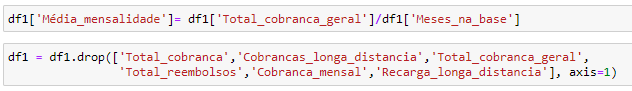 df1['Média_mensalidade']= df1['Total_cobranca_geral']/df1['Meses_na_base']
df1 = df1.drop(['Total_cobranca','Cobrancas_longa_distancia','Total_cobranca_geral',
'Total_reembolsos','Cobranca_mensal','Recarga_longa_distancia'], axis=1)